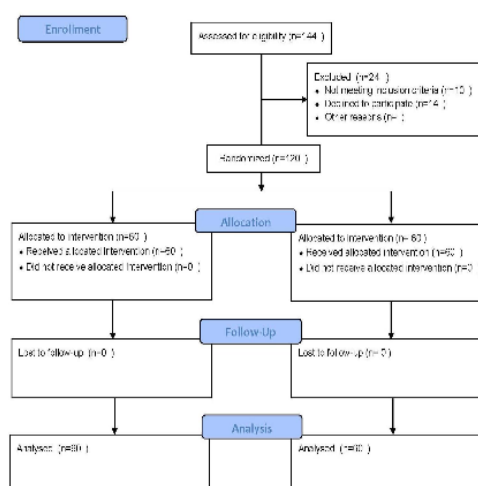 Enrollment
Assessed for eligibility (n=144 )
Excluded (n=24 )
• Not meeting inclusion criteria (n=10 )
• Declined to participate (n=14 )
• Other reasons (n= )
Randomized (n=120 )
Allocation
Allocated to intervention (n=60 )
• Received allocated intervention (n=60 )
• Did not receive allocated intervention (n=0 )
Allocated to intervention (n= 60 )
• Received allocated intervention (n=60 )
• Did not receive allocated intervention (n=0
Follow-Up
Lost to follow-up (n=0 )
Lost to follow-up (n= 0 )
Analysis
Analysed (n=60 )
Analysed (n=60 )